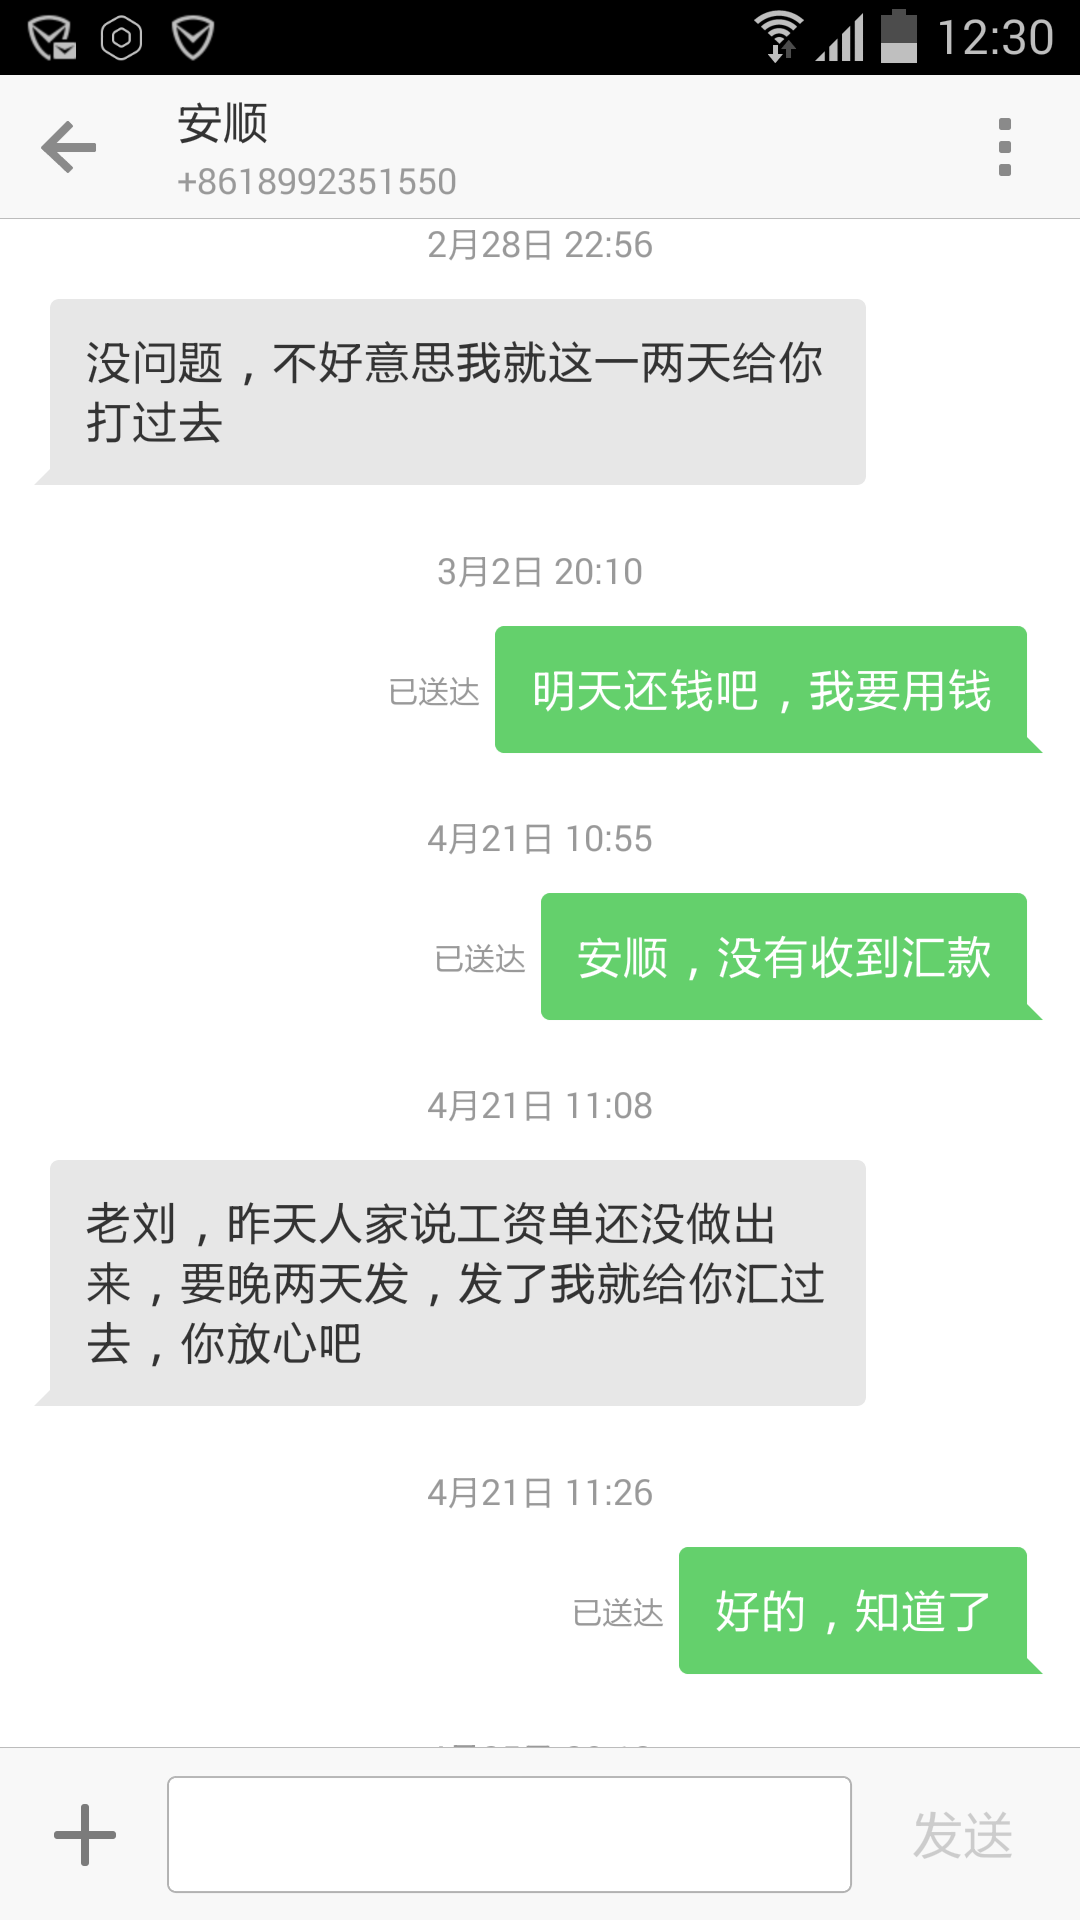 12:30
安顺
+8618992351550
2月28日 22:56
没问题，不好意思我就这一两天给你
打过去
3月2日 20:10
已送达
明天还钱吧，我要用钱
4月21日 10:55
已送达
安顺，没有收到汇款
4月21日 11:08
老刘，昨天人家说工资单还没做出
来，要晚两天发，发了我就给你汇过
去，你放心吧
4月21日 11:26
已送达
好的，知道了
发送